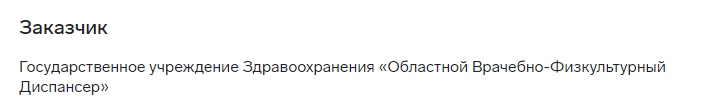 Заказчик
Государственное учреждение Здравоохранения «Областной Врачебно-Физкультурный
Диспансер»